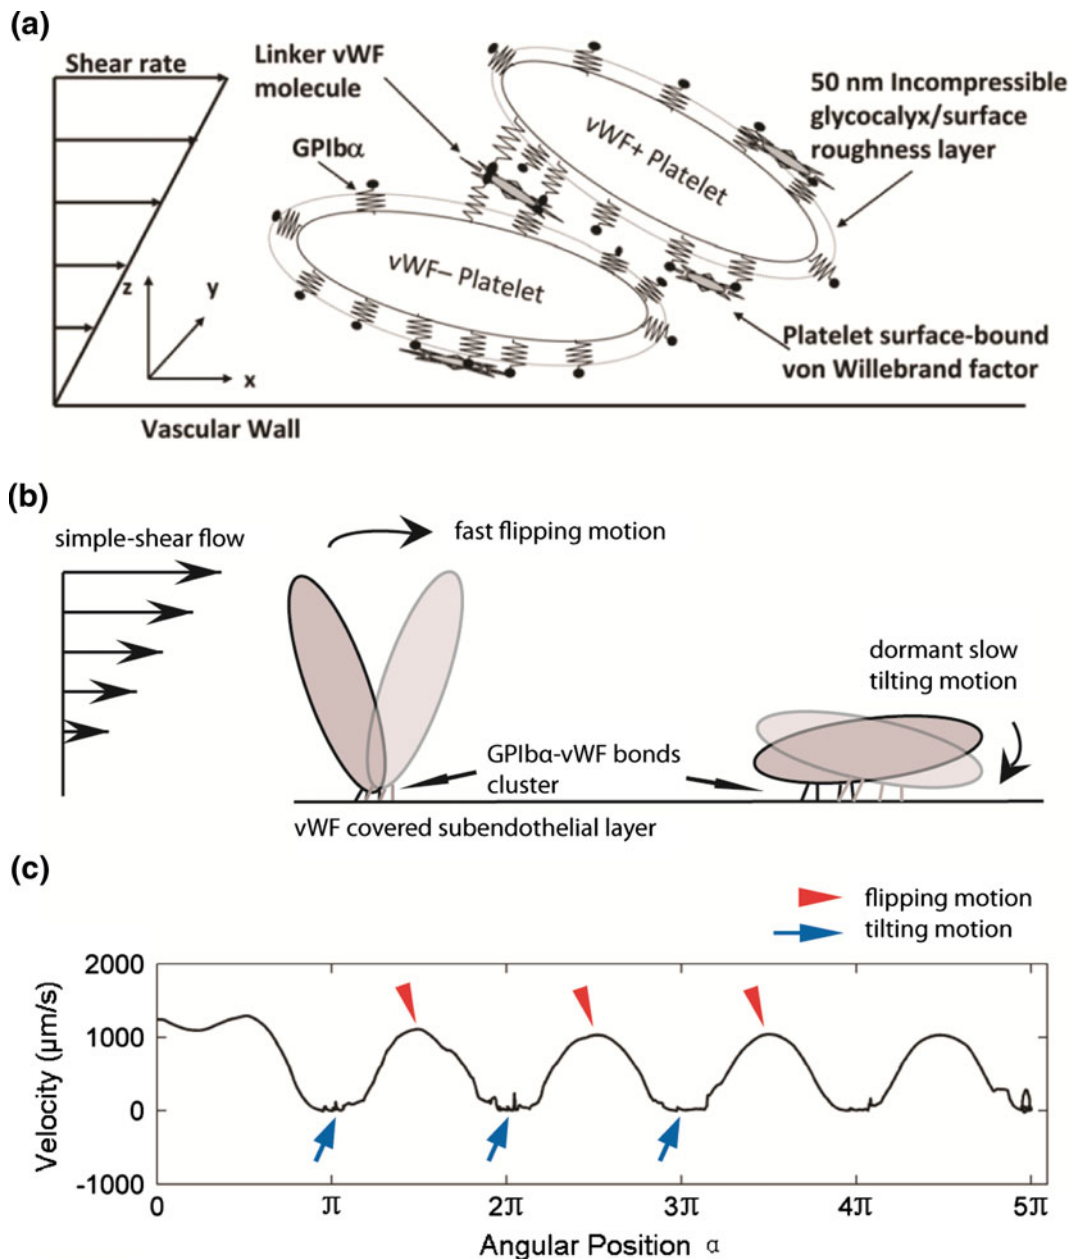 (a)
Shear rate
Linker vWF
molecule
GPIbα
vWF+ Platelet
50 nm Incompressible
glycocalyx/surface
roughness layer
vWF– Platelet
z
y
x
Platelet surface-bound
von Willebrand factor
Vascular Wall
(b)
simple-shear flow
fast flipping motion
dormant slow
tilting motion
GPIbα-vWF bonds
cluster
vWF covered subendothelial layer
(c)
flipping motion
tilting motion
2000
1000
0
-1000
Velocity (µm/s)
0 π 2π 3π 4π 5π
Angular Position α